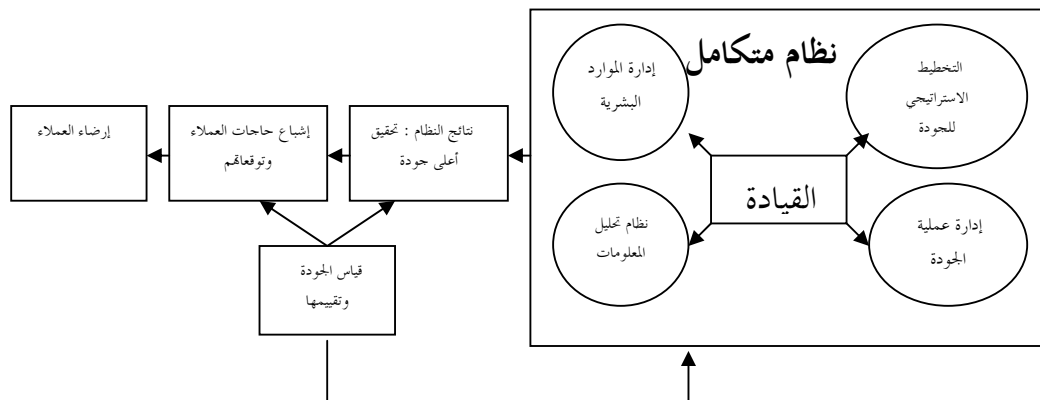 نظام متكامل
التخطيط
الاستراتيجي
للجودة
إدارة الموارد
البشرية
القيادة
إدارة عملية
الجودة
نظام تحليل
المعلومات
نتائج النظام : تحقيق
أعلى جودة
إشباع حاجات العملاء
وتوقعاتهم
إرضاء العملاء
قياس الجودة
وتقييمها